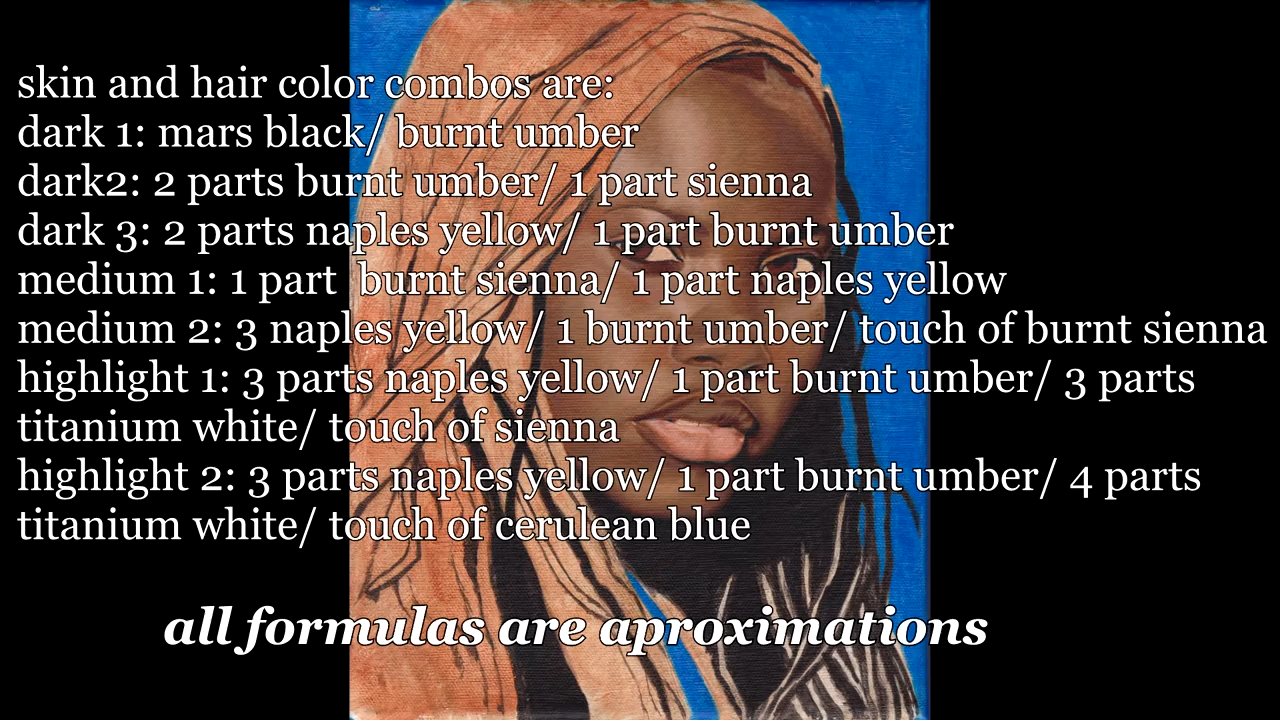 skin and hair color combos are:
dark 1: mars black/ burnt umber
dark2: 2 parts burnt umber/ 1 part sienna
dark 3: 2 parts naples yellow/ 1 part burnt umber
medium 1: 1 part  burnt sienna/ 1 part naples yellow
medium 2: 3 naples yellow/ 1 burnt umber/ touch of burnt sienna
highlight 1: 3 parts naples yellow/ 1 part burnt umber/ 3 parts
titanium white/ touch of sienna
highlight 2: 3 parts naples yellow/ 1 part burnt umber/ 4 parts
titanium white/ touch of cerulean blue
all formulas are aproximations